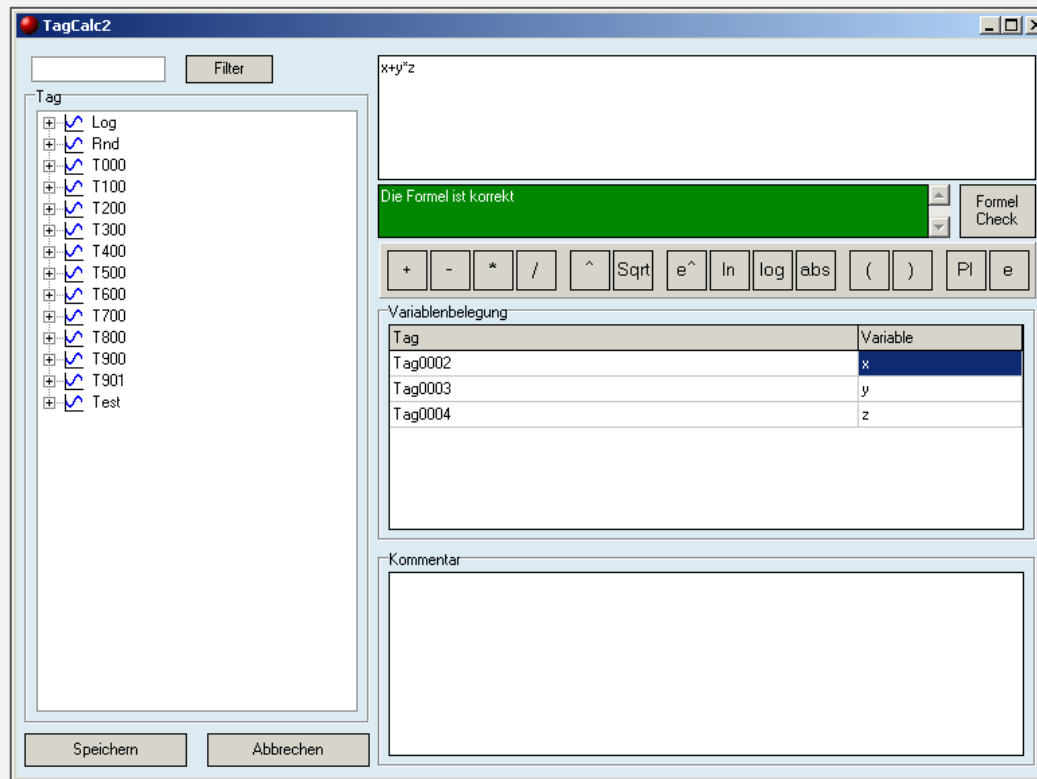 TagCalc2
Filter
Tag
Log
Rnd
T000
T100
T200
T300
T400
T500
T600
T700
T800
T900
T901
Test
Speichern Abbrechen
x+y*z
Die Formel ist korrekt
Formel
Check
+ - * / ^ Sqrt e^ ln log abs ( ) PI e
Variablenbelegung
Tag Variable
Tag0002 x
Tag0003 y
Tag0004 z
Kommentar